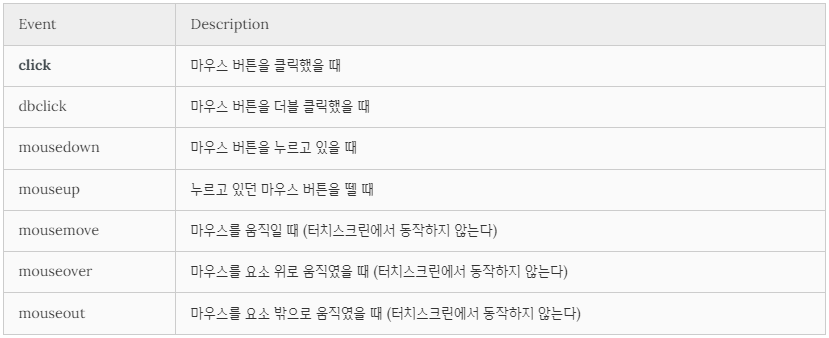 Event Description
click 마우스 버튼을 클릭했을 때
dbclick 마우스 버튼을 더블 클릭했을 때
mousedown 마우스 버튼을 누르고 있을 때
mouseup 누르고 있던 마우스 버튼을 뗄 때
mousemove 마우스를 움직일 때 (터치스크린에서 동작하지 않는다)
mouseover 마우스를 요소 위로 움직였을 때 (터치스크린에서 동작하지 않는다)
mouseout 마우스를 요소 밖으로 움직였을 때 (터치스크린에서 동작하지 않는다)